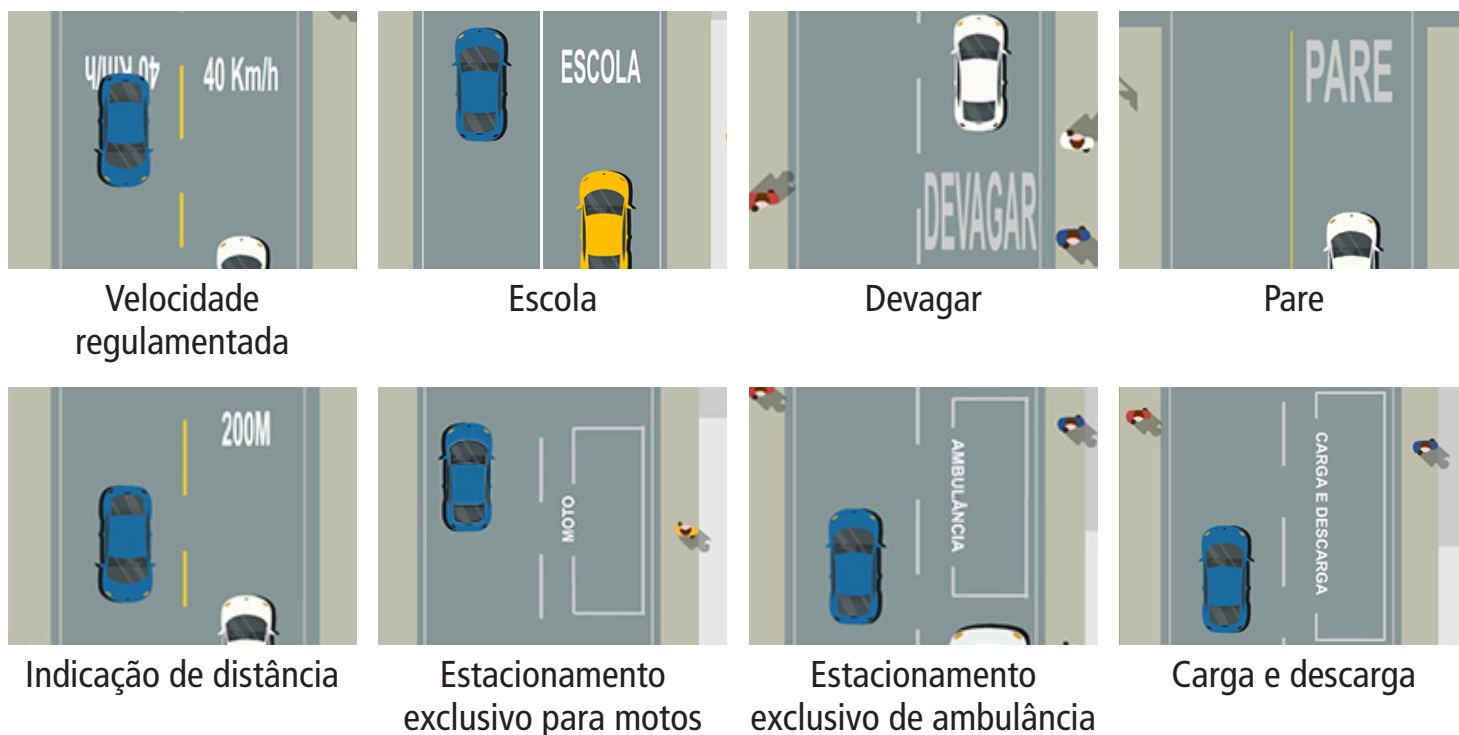 40 Km/h
40 Km/h
ESCOLA
DEVAGAR
PARE
Velocidade
regulamentada
Escola
Devagar
Pare
200M
MOTO
AMBULÂNCIA
CARGA E DESCARGA
Indicação de distância
Estacionamento
exclusivo para motos
Estacionamento
exclusivo de ambulância
Carga e descarga